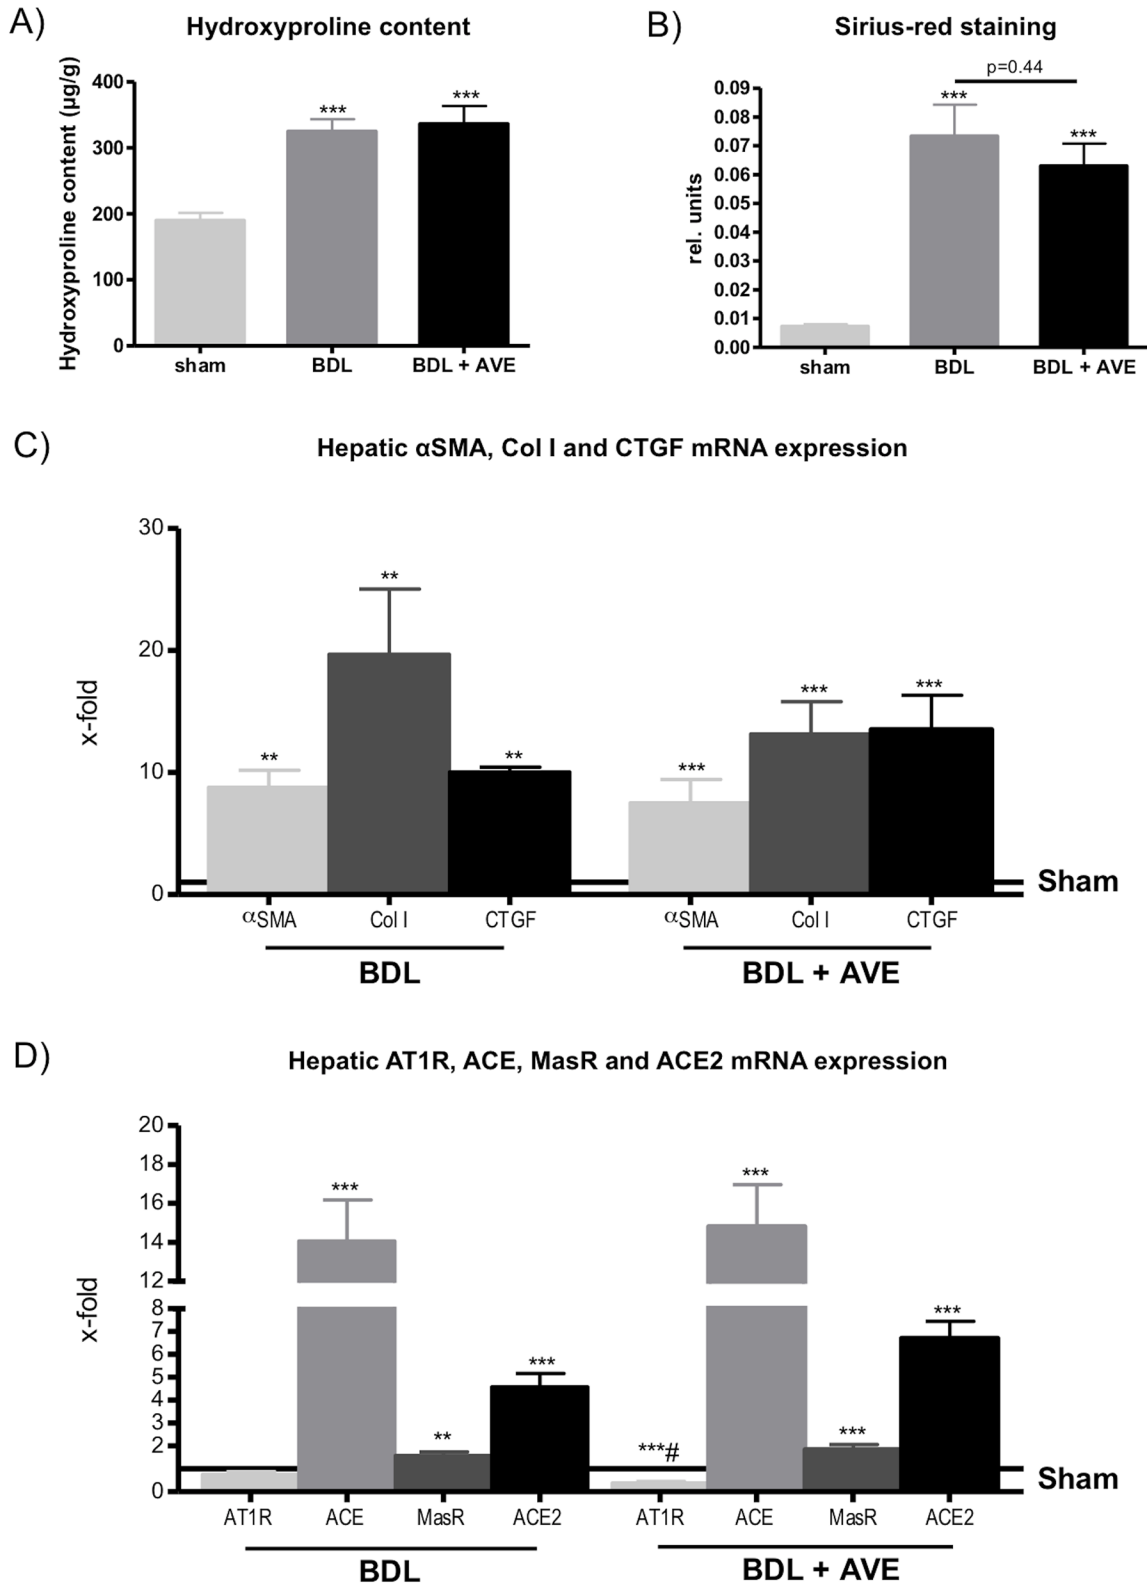 A)
Hydroxyproline content
Hydroxyproline content (µg/g)
400
300
200
100
0
***
***
sham
BDL
BDL + AVE
B)
Sirius-red staining
p=0.44
rel. units
0.09
0.08
0.07
0.06
0.05
0.04
0.03
0.02
0.01
0.00
***
***
sham
BDL
BDL + AVE
C)
Hepatic αSMA, Col I and CTGF mRNA expression
x-fold
30
20
10
0
**
**
**
***
***
***
Sham
αSMA
Col I
CTGF
αSMA
Col I
CTGF
BDL
BDL + AVE
D)
Hepatic AT1R, ACE, MasR and ACE2 mRNA expression
x-fold
20
18
16
14
12
8
7
6
5
4
3
2
0
***
**
***
***#
***
***
***
Sham
AT1R
ACE
MasR
ACE2
AT1R
ACE
MasR
ACE2
BDL
BDL + AVE